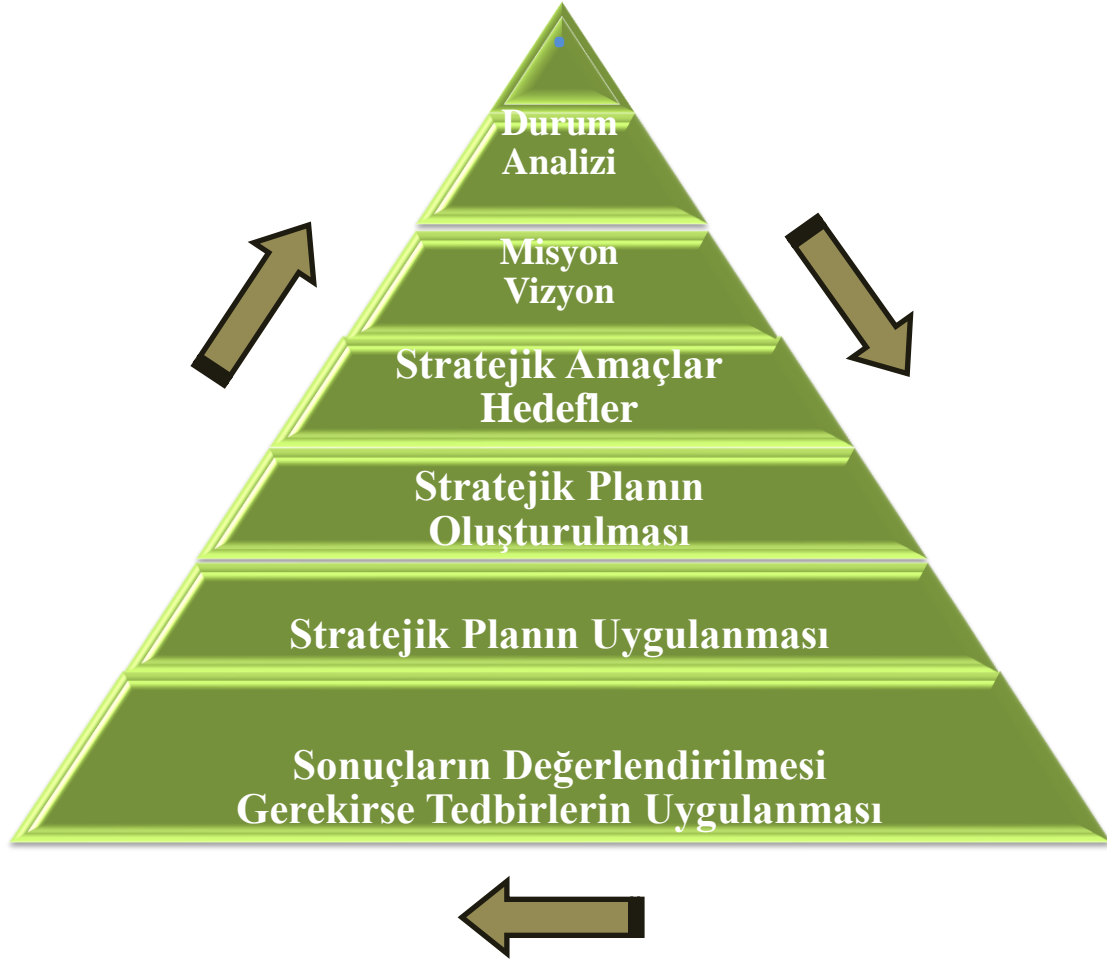 Durum
Analizi
Misyon
Vizyon
Stratejik Amaçlar
Hedefler
Stratejik Planın
Oluşturulması
Stratejik Planın Uygulanması
Sonuçların Değerlendirilmesi
Gerekirse Tedbirlerin Uygulanması